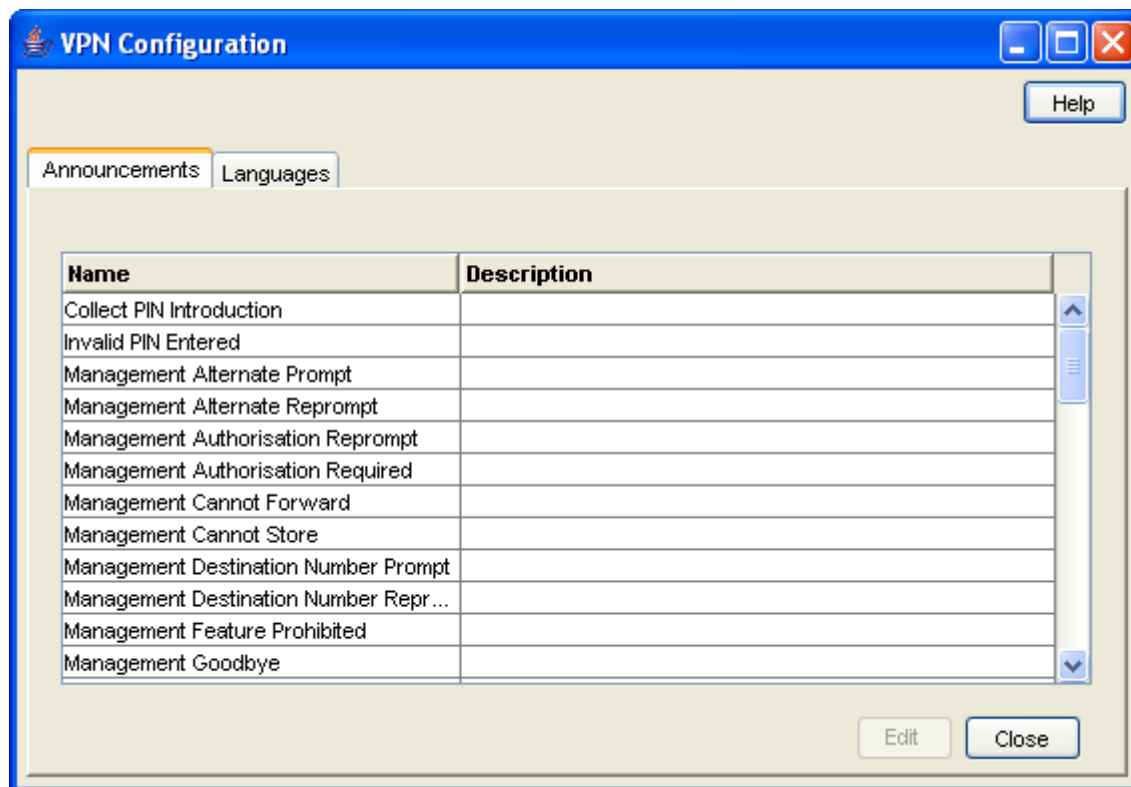 VPN Configuration
Help
Announcements Languages
Name Description
Collect PIN Introduction
Invalid PIN Entered
Management Alternate Prompt
Management Alternate Reprompt
Management Authorisation Reprompt
Management Authorisation Required
Management Cannot Forward
Management Cannot Store
Management Destination Number Prompt
Management Destination Number Repr...
Management Feature Prohibited
Management Goodbye
Edit Close